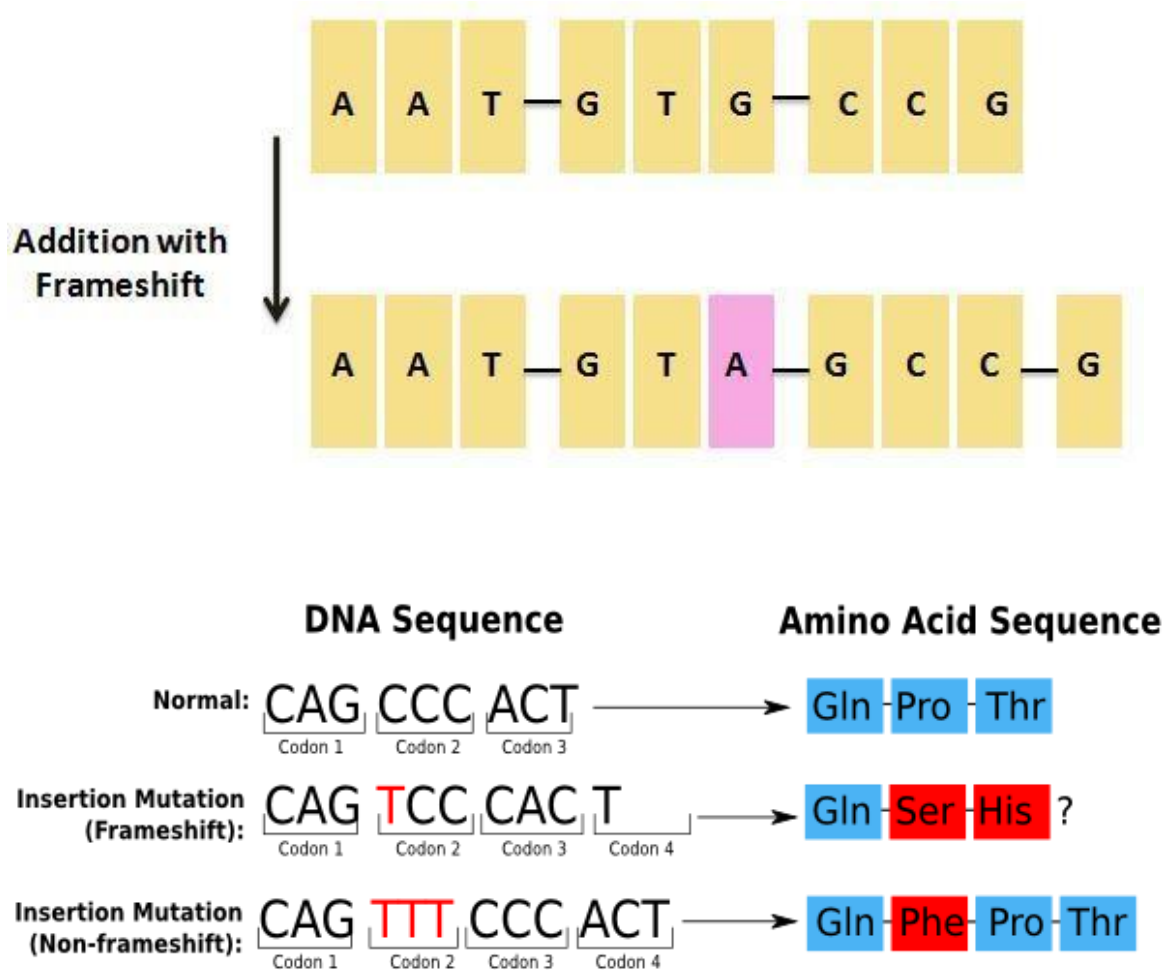 A A T G T G C C G
Addition with
Frameshift
A A T G T A G C C G
DNA Sequence
Amino Acid Sequence
Normal: CAG CCC ACT Gln Pro Thr
Codon 1 Codon 2 Codon 3
Insertion Mutation
(Frameshift): CAG TCC CAC T Gln Ser His ?
Codon 1 Codon 2 Codon 3 Codon 4
Insertion Mutation
(Non-frameshift): CAG TTT CCC ACT Gln Phe Pro Thr
Codon 1 Codon 2 Codon 3 Codon 4